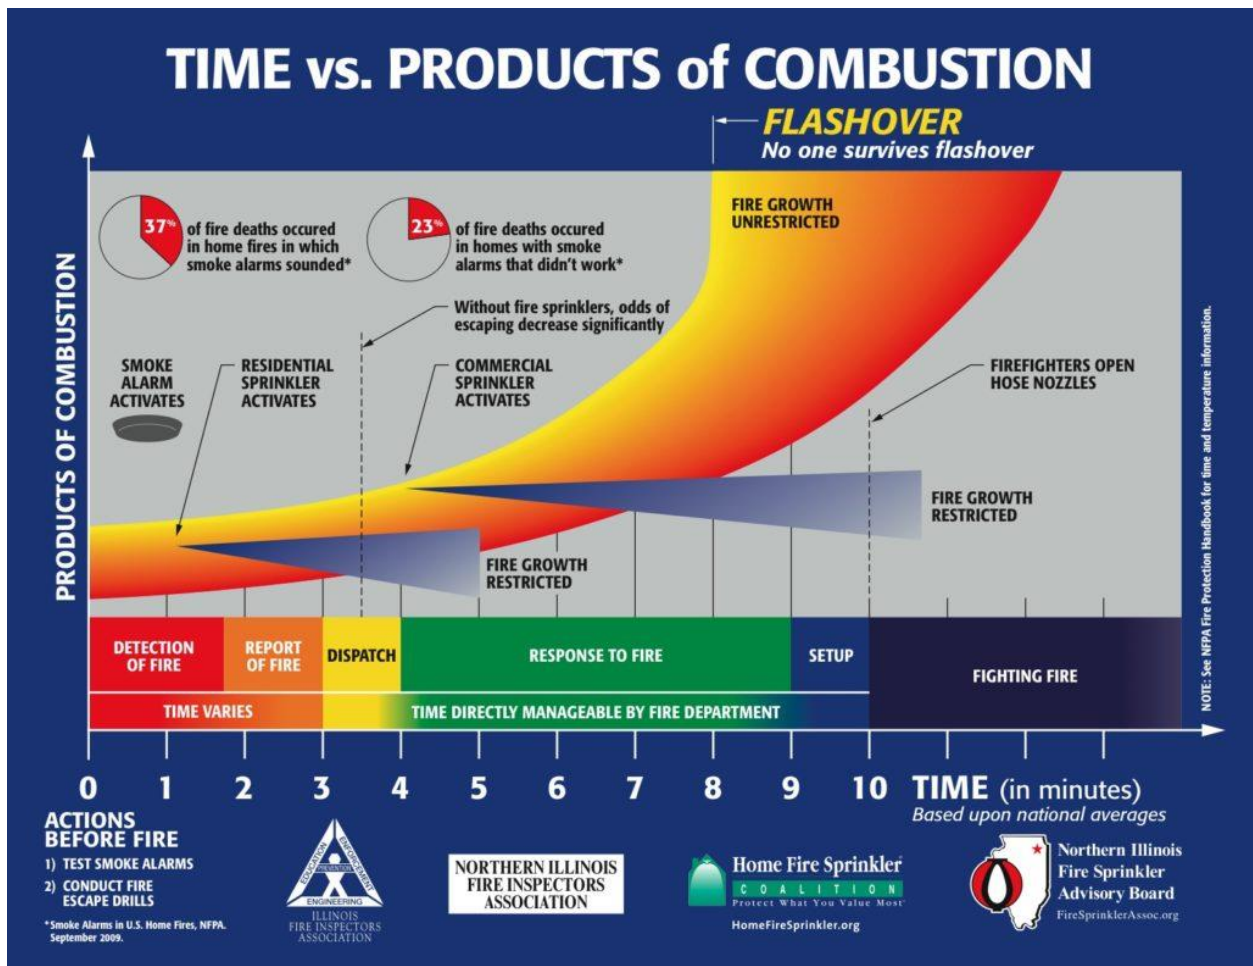 TIME vs. PRODUCTS of COMBUSTION
FLASHOVER
No one survives flashover
37%
of fire deaths occured
in home fires in which
smoke alarms sounded*
23%
of fire deaths occured
in homes with smoke
alarms that didn't work*
FIRE GROWTH
UNRESTRICTED
Without fire sprinklers, odds of
escaping decrease significantly
SMOKE
ALARM
ACTIVATES
RESIDENTIAL
SPRINKLER
ACTIVATES
COMMERCIAL
SPRINKLER
ACTIVATES
FIREFIGHTERS OPEN
HOSE NOZZLES
FIRE GROWTH
RESTRICTED
FIRE GROWTH
RESTRICTED
PRODUCTS OF COMBUSTION
NOTE: See NFPA Fire Protection Handbook for time and temperature information.
DETECTION
OF FIRE
REPORT
OF FIRE
DISPATCH
RESPONSE TO FIRE
SETUP
FIGHTING FIRE
TIME VARIES
TIME DIRECTLY MANAGEABLE BY FIRE DEPARTMENT
0 1 2 3 4 5 6 7 8 9 10 TIME (in minutes)
Based upon national averages
ACTIONS
BEFORE FIRE
1) TEST SMOKE ALARMS
2) CONDUCT FIRE
ESCAPE DRILLS
*Smoke Alarms in U.S. Home Fires, NFPA.
September 2009.
EDUCATION
ENFORCEMENT
PREVENTION
ENGINEERING
ILLINOIS
FIRE INSPECTORS
ASSOCIATION
NORTHERN ILLINOIS
FIRE INSPECTORS
ASSOCIATION
Home Fire Sprinkler
COALITION
Protect What You Value Most
HomeFireSprinkler.org
Northern Illinois
Fire Sprinkler
Advisory Board
FireSprinklerAssoc.org